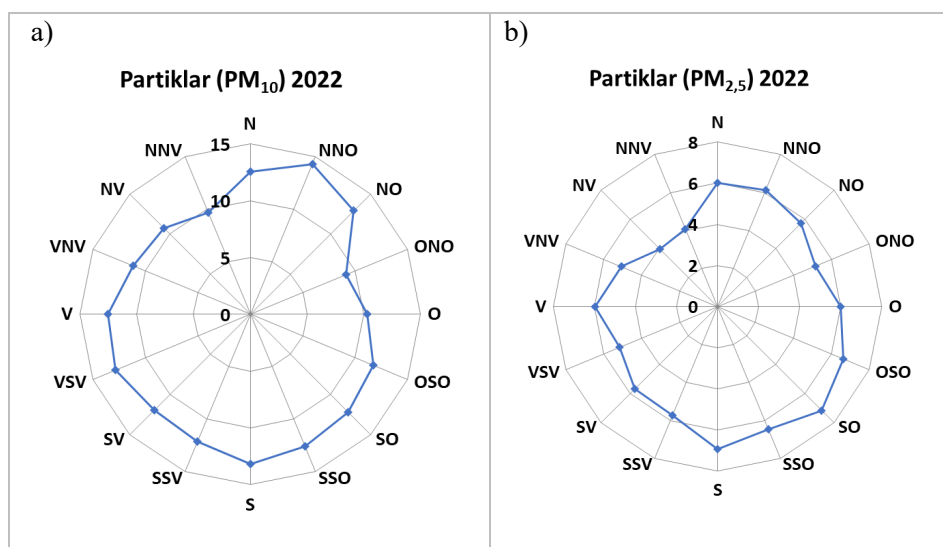 a)
Partiklar (PM₁₀) 2022
N
NNV
NNO
NV
NO
VNV
ONO
V
O
VSV
OSO
SV
SO
SSV
SSO
S
15
10
5
0
b)
Partiklar (PM₂,₅) 2022
N
NNV
NNO
NV
NO
VNV
ONO
V
O
VSV
OSO
SV
SO
SSV
SSO
S
8
6
4
2
0